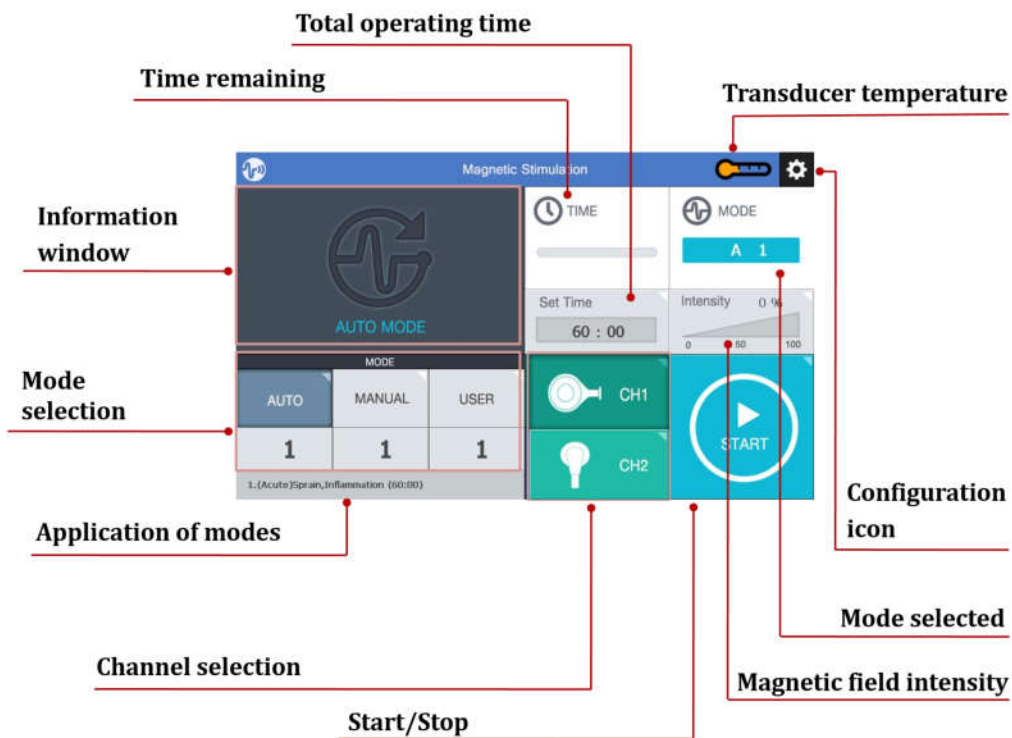 Total operating time
Time remaining
Transducer temperature
Magnetic Stimulation
Information
window
TIME
MODE
A 1
AUTO MODE
Set Time
60 : 00
Intensity 0 %
0 50 100
Mode
selection
MODE
AUTO MANUAL USER
1 1 1
1.(Acute)Sprain,Inflammation (60:00)
CH1
CH2
START
Configuration
icon
Application of modes
Mode selected
Channel selection
Magnetic field intensity
Start/Stop